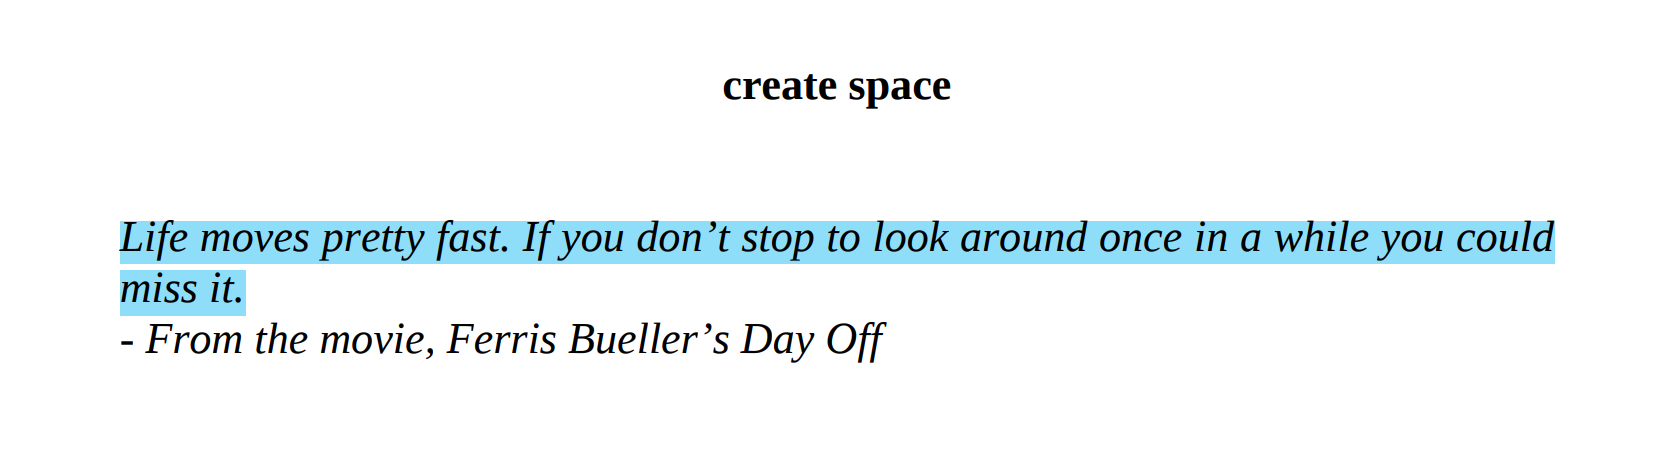 create space
Life moves pretty fast. If you don’t stop to look around once in a while you could
miss it.
- From the movie, Ferris Bueller’s Day Off